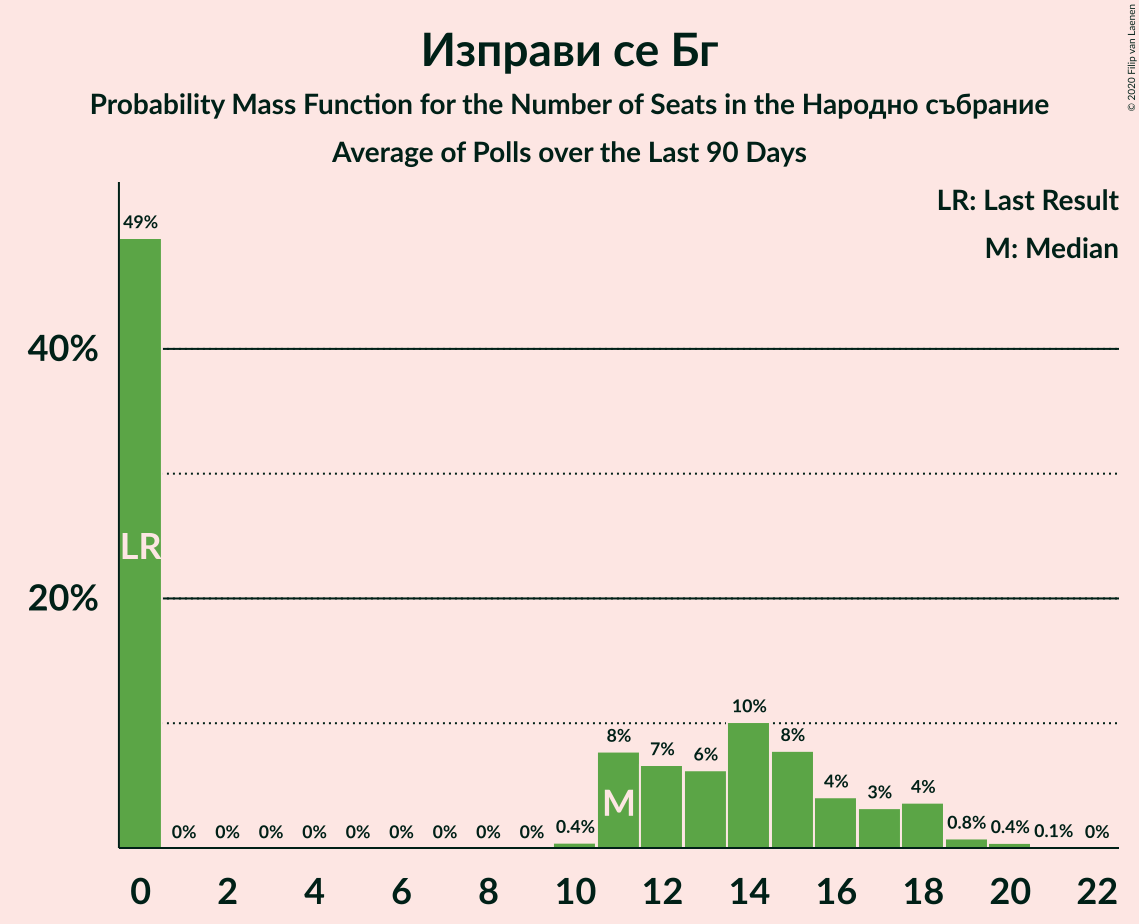 Изправи се Бг
Probability Mass Function for the Number of Seats in the Народно събрание
Average of Polls over the Last 90 Days
© 2020 Filip van Laenen
LR: Last Result
M: Median
49%
40%
LR
20%
10%
8%
7%
6%
8%
4%
3%
4%
M
0%
0%
0%
0%
0%
0%
0%
0%
0%
0.4%
0.8%
0.4%
0.1%
0%
0 2 4 6 8 10 12 14 16 18 20 22